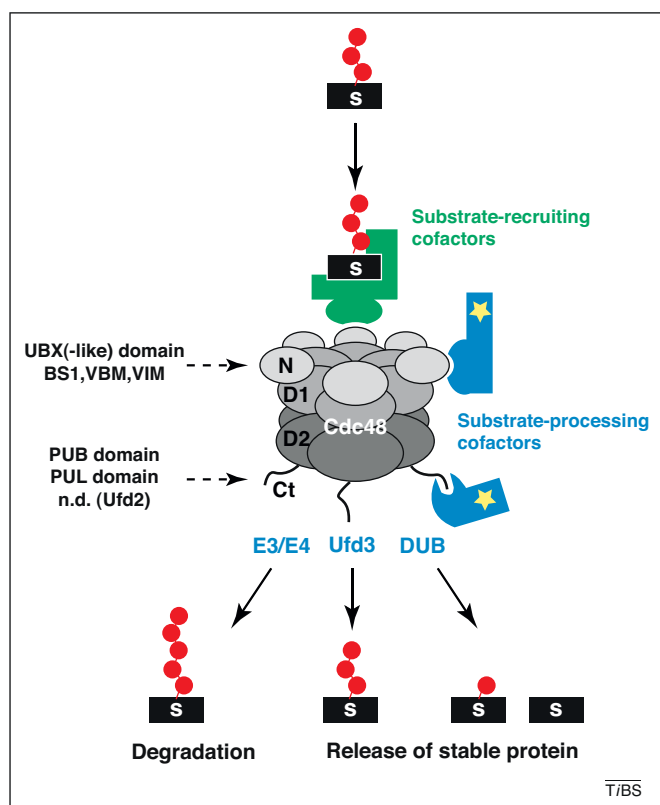 s
s
Substrate-recruiting
cofactors
UBX(-like) domain
BS1,VBM,VIM
N
D1
Cdc48
D2
Substrate-processing
cofactors
PUB domain
PUL domain
n.d. (Ufd2)
Ct
E3/E4 Ufd3 DUB
s s s s
Degradation Release of stable protein
TiBS